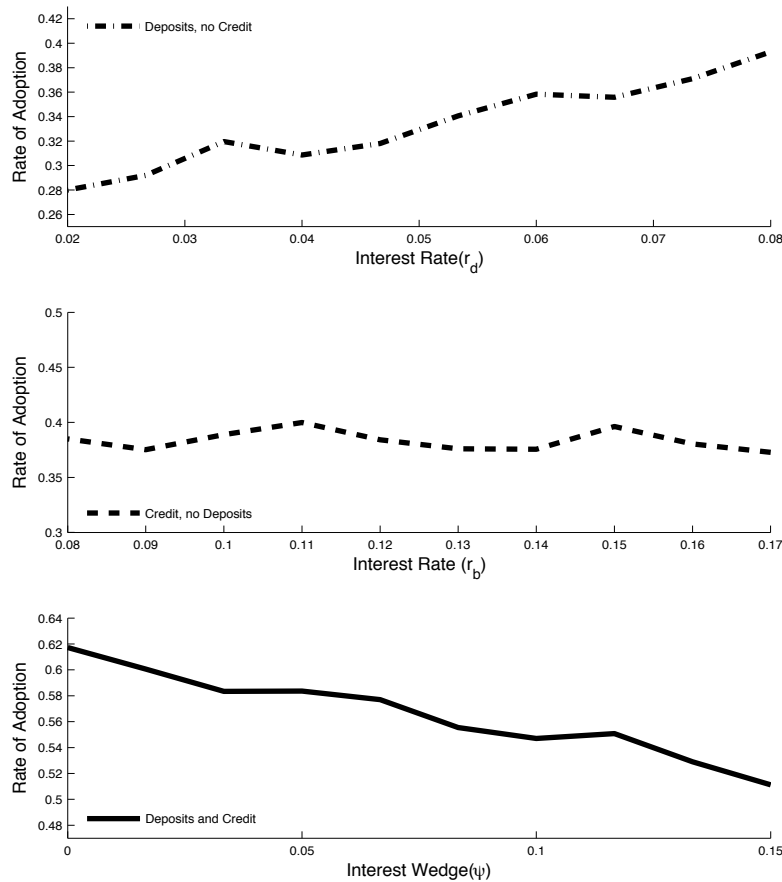 Deposits, no Credit
Rate of Adoption
0.42
0.4
0.38
0.36
0.34
0.32
0.3
0.28
0.26
0.02 0.03 0.04 0.05 0.06 0.07 0.08
Interest Rate(r_d)
Rate of Adoption
0.5
0.45
0.4
0.35
0.3
Credit, no Deposits
0.08 0.09 0.1 0.11 0.12 0.13 0.14 0.15 0.16 0.17
Interest Rate (r_b)
Rate of Adoption
0.64
0.62
0.6
0.58
0.56
0.54
0.52
0.5
0.48
Deposits and Credit
0 0.05 0.1 0.15
Interest Wedge(ψ)